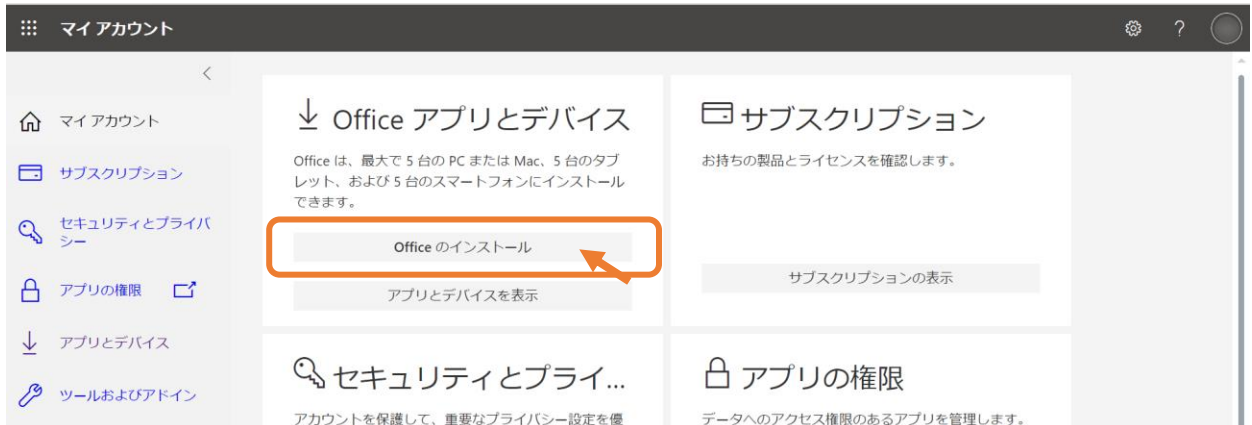 マイ アカウント
?
マイ アカウント
サブスクリプション
セキュリティとプライバ
シー
アプリの権限
アプリとデバイス
ツールおよびアドイン
Office アプリとデバイス
Office は、最大で 5 台の PC または Mac、5 台のタブ
レット、および 5 台のスマートフォンにインストール
できます。
Office のインストール
アプリとデバイスを表示
サブスクリプション
お持ちの製品とライセンスを確認します。
サブスクリプションの表示
セキュリティとプライ...
アカウントを保護して、重要なプライバシー設定を優
アプリの権限
データへのアクセス権限のあるアプリを管理します。